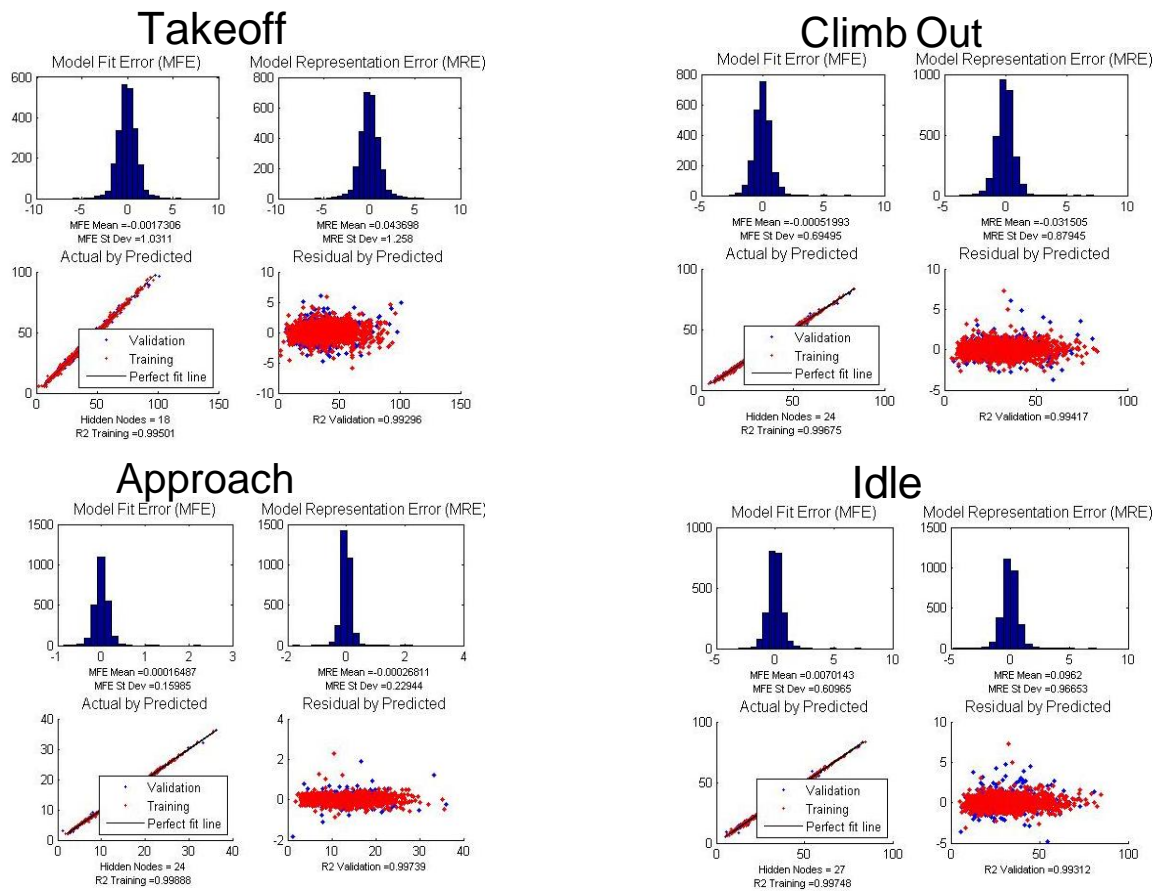 Takeoff
Model Fit Error (MFE)
Model Representation Error (MRE)
600
400
200
0
-10
-5
0
5
10
MFE Mean =-0.0017306
MFE St Dev =1.0311
800
600
400
200
0
-10
-5
0
5
10
MRE Mean =0.043698
MRE St Dev =1.258
Actual by Predicted
100
50
0
0
50
100
150
Validation
Training
Perfect fit line
Hidden Nodes = 18
R2 Training =0.99501
Residual by Predicted
10
5
0
-5
-10
0
50
100
150
R2 Validation =0.99296
Climb Out
Model Fit Error (MFE)
Model Representation Error (MRE)
800
600
400
200
0
-5
0
5
10
MFE Mean =-0.00051993
MFE St Dev =0.69495
1000
500
0
-5
0
5
10
MRE Mean =-0.031505
MRE St Dev =0.87945
Actual by Predicted
100
50
0
0
50
100
Validation
Training
Perfect fit line
Hidden Nodes = 24
R2 Training =0.99675
Residual by Predicted
10
5
0
-5
0
50
100
R2 Validation =0.99417
Approach
Model Fit Error (MFE)
Model Representation Error (MRE)
1500
1000
500
0
-1
0
1
2
3
MFE Mean =0.00016487
MFE St Dev =0.15985
1500
1000
500
0
-2
0
2
4
MRE Mean =-0.00026811
MRE St Dev =0.22944
Actual by Predicted
40
30
20
10
0
0
10
20
30
40
Validation
Training
Perfect fit line
Hidden Nodes = 24
R2 Training =0.99888
Residual by Predicted
4
2
0
-2
0
10
20
30
40
R2 Validation =0.99739
Idle
Model Fit Error (MFE)
Model Representation Error (MRE)
1000
500
0
-5
0
5
10
MFE Mean =0.0070143
MFE St Dev =0.60965
1500
1000
500
0
-5
0
5
10
MRE Mean =0.0962
MRE St Dev =0.96653
Actual by Predicted
100
50
0
0
50
100
Validation
Training
Perfect fit line
Hidden Nodes = 27
R2 Training =0.99748
Residual by Predicted
10
5
0
-5
0
50
100
R2 Validation =0.99312